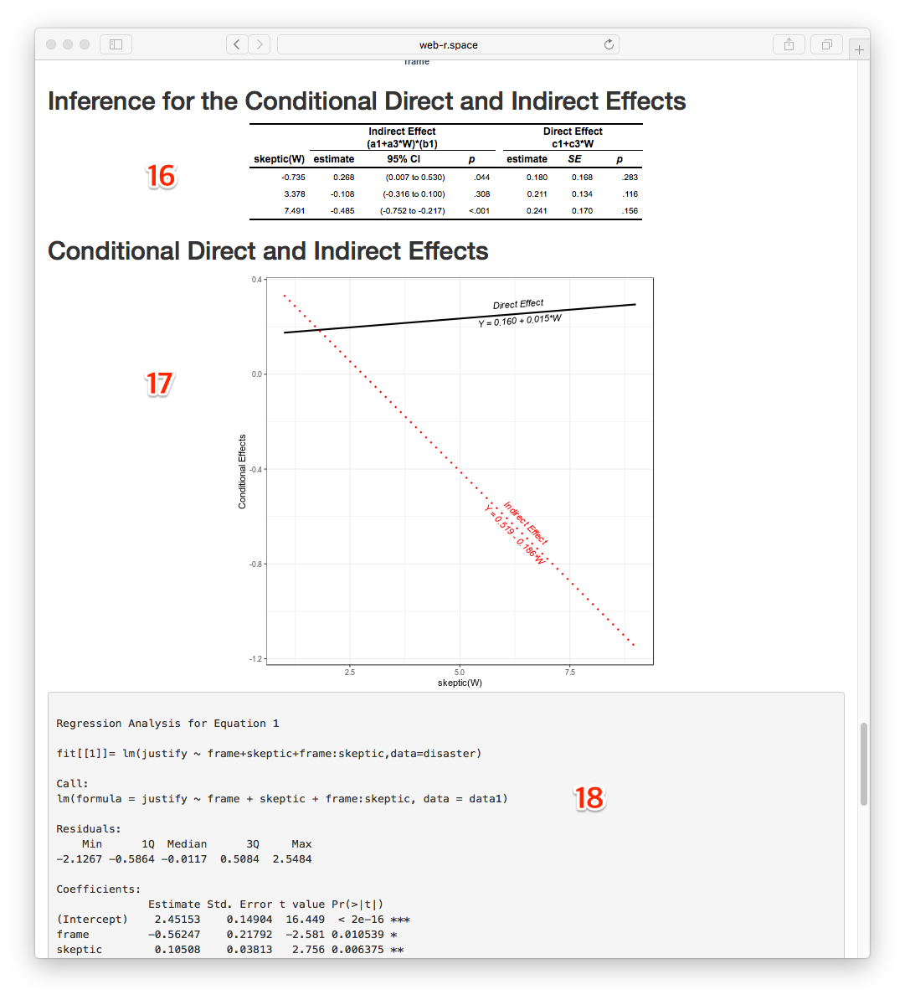 web-r.space
frame
Inference for the Conditional Direct and Indirect Effects
Indirect Effect Direct Effect
(a1+a3*W)*(b1) c1+c3*W
skeptic(W) estimate 95% CI p estimate SE p
-0.735 0.268 (0.007 to 0.530) .044 0.180 0.168 .283
16
3.378 -0.108 (-0.316 to 0.100) .308 0.211 0.134 .116
7.491 -0.485 (-0.752 to -0.217) <.001 0.241 0.170 .156
Conditional Direct and Indirect Effects
0.4
Direct Effect
Y = 0.160 + 0.015*W
0.0
17
-0.4
Conditional Effects
Indirect Effect
Y = 0.519 - 0.186*W
-0.8
-1.2
2.5 5.0 7.5
skeptic(W)
Regression Analysis for Equation 1
fit[[1]]= lm(justify ~ frame+skeptic+frame:skeptic,data=disaster)
Call:
lm(formula = justify ~ frame + skeptic + frame:skeptic, data = data1)
18
Residuals:
Min 1Q Median 3Q Max
-2.1267 -0.5864 -0.0117 0.5084 2.5484
Coefficients:
Estimate Std. Error t value Pr(>|t|)
(Intercept) 2.45153 0.14904 16.449 < 2e-16 ***
frame -0.56247 0.21792 -2.581 0.010539 *
skeptic 0.10508 0.03813 2.756 0.006375 **